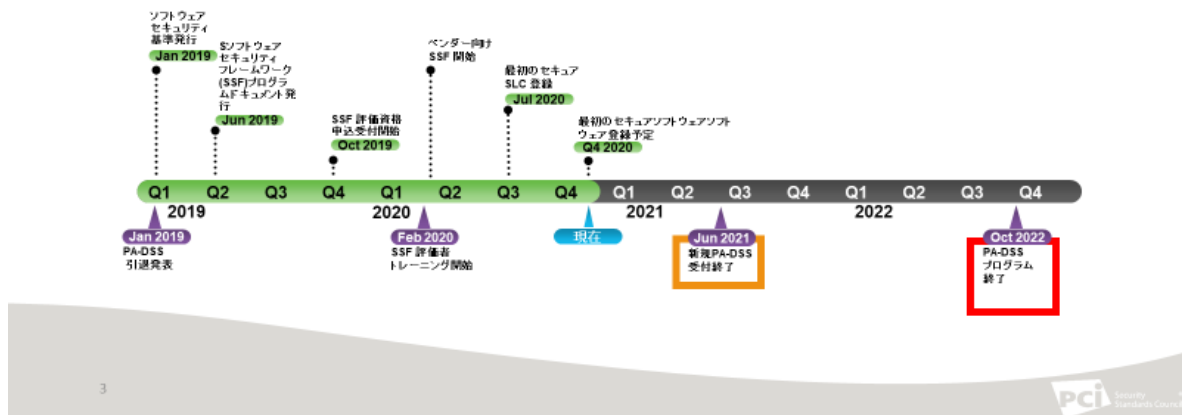 ソフトウェア
セキュリティ
基準発行
Jan 2019
Sソフトウェア
セキュリティ
フレームワーク
(SSF)プログラ
ムドキュメント発
行
Jun 2019
SSF 評価資格
申込受付開始
Oct 2019
ベンダー向け
SSF 開始
最初のセキュア
SLC 登録
Jul 2020
最初のセキュアソフトウェアソフト
ウェア登録予定
Q4 2020
Q1 Q2 Q3 Q4 Q1 Q2 Q3 Q4 Q1 Q2 Q3 Q4 Q1 Q2 Q3 Q4
2019 2020 2021 2022
Jan 2019
PA-DSS
引退発表
Feb 2020
SSF 評価者
トレーニング開始
現在
Jun 2021
新規PA-DSS
受付終了
Oct 2022
PA-DSS
プログラム
終了
3
PCi Security
Standards Council